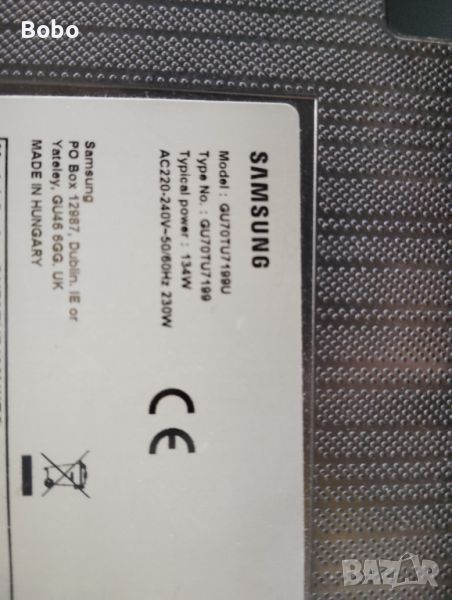 Bobo
SAMSUNG
Model : GU70TU7199U
Type No. : GU70TU7199
Typical power : 134W
AC220-240V~50/60Hz 230W
CE
Samsung
PO Box 12987, Dublin. IE or
Yateley, GU46 6GG. UK
MADE IN HUNGARY
BAZAR